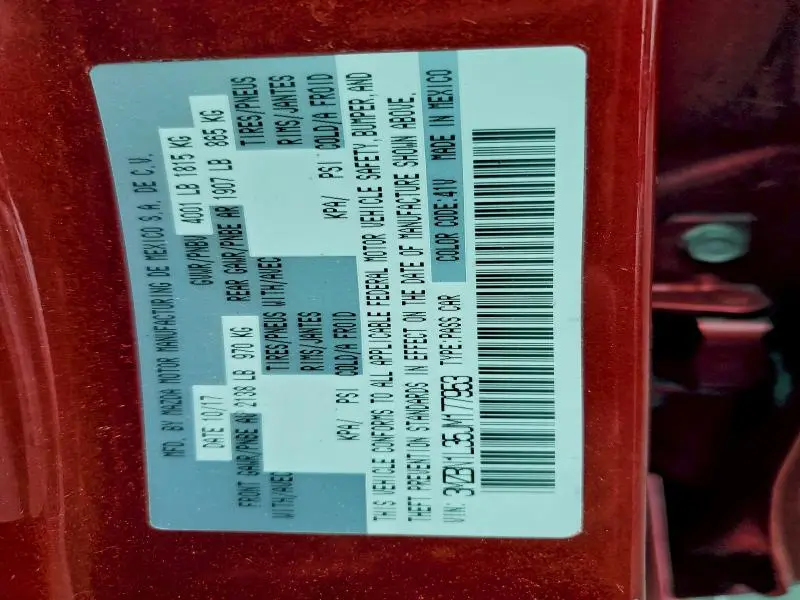 MFD. BY MAZDA MOTOR MANUFACTURING DE MEXICO S.A. DE C.V.
DATE 10/17 GVWR/PNBV 4001 LB 1815 KG
FRONT GAWR/PNBE AV 2138 LB 970 KG REAR GAWR/PNBE AR 1907 LB 885 KG
WITH/AVEC TIRES/PNEUS WITH/AVEC TIRES/PNEUS
RIMS/JANTES RIMS/JANTES
KPA/ PSI COLD/A FROID KPA/ PSI COLD/A FROID
THIS VEHICLE CONFORMS TO ALL APPLICABLE FEDERAL MOTOR VEHICLE SAFETY, BUMPER, AND
THEFT PREVENTION STANDARDS IN EFFECT ON THE DATE OF MANUFACTURE SHOWN ABOVE.
VIN: TYPE:PASS CAR COLOR CODE:41V MADE IN MEXICO